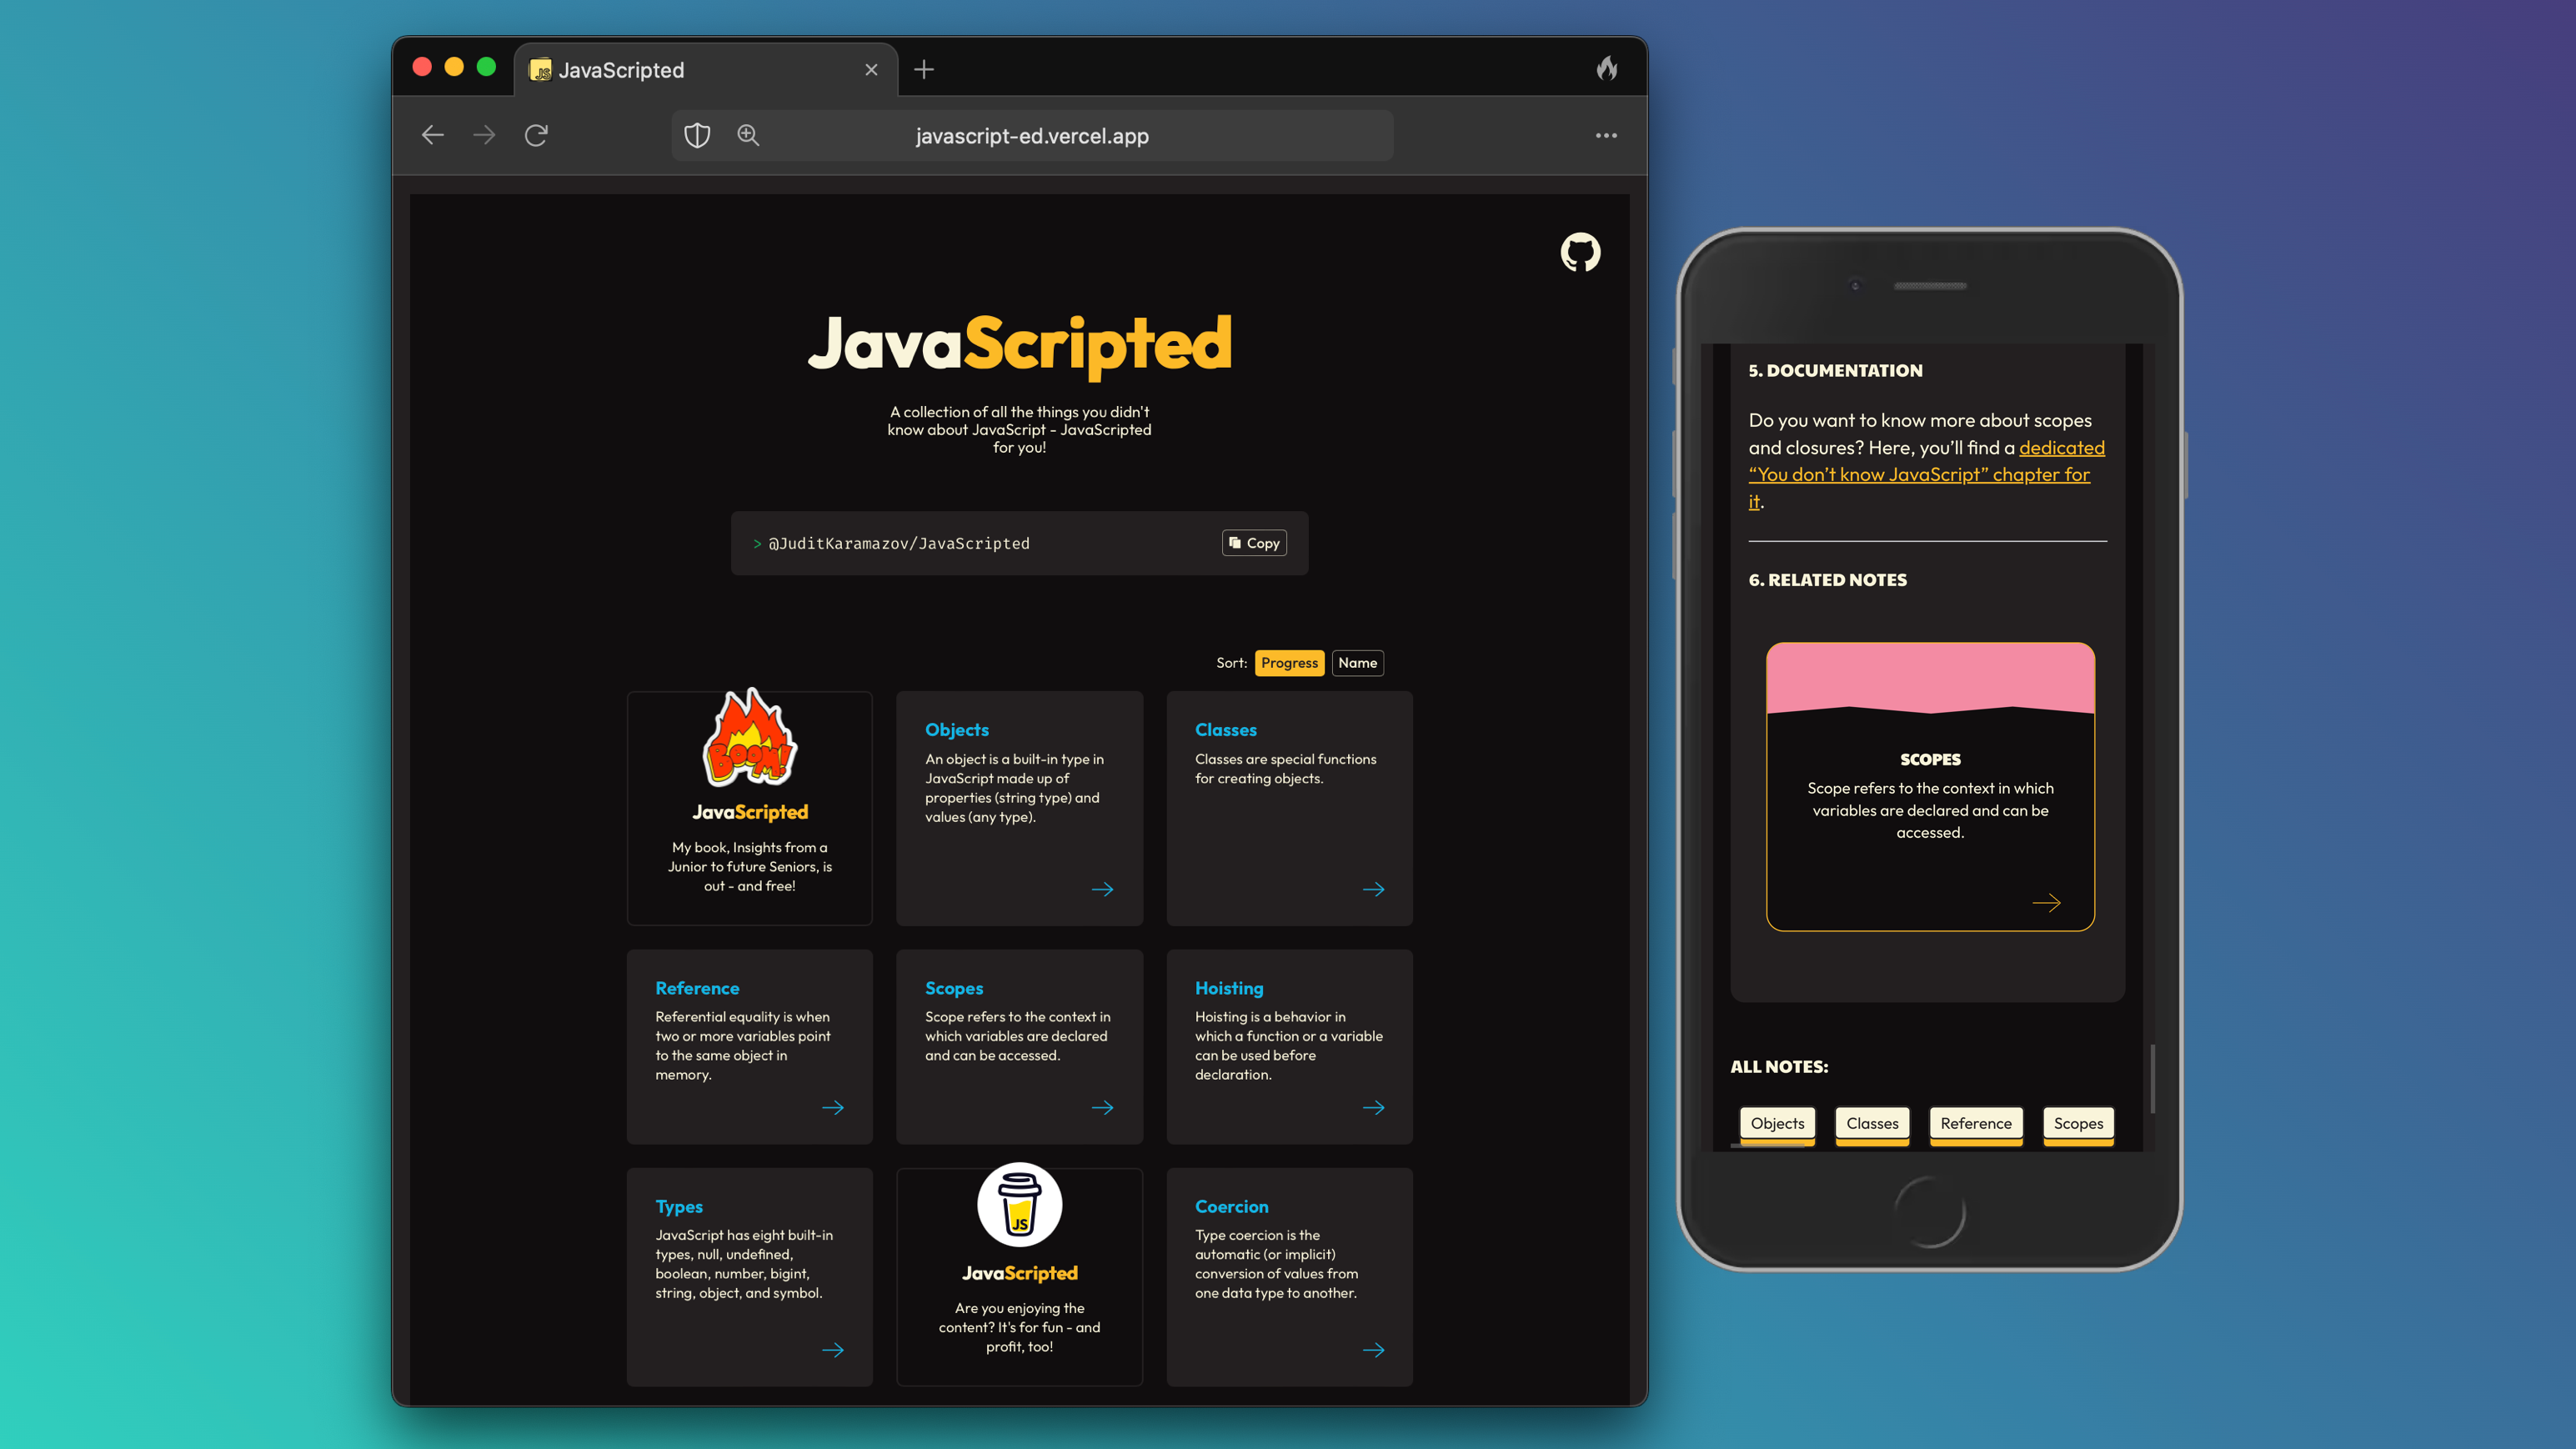 JS JavaScripted
javascript-ed.vercel.app
JavaScripted
A collection of all the things you didn't
know about JavaScript - JavaScripted
for you!
> @JuditKaramazov/JavaScripted
Copy
Sort: Progress Name
BOOM!
JavaScripted
My book, Insights from a
Junior to future Seniors, is
out - and free!
Objects
An object is a built-in type in
JavaScript made up of
properties (string type) and
values (any type).
Classes
Classes are special functions
for creating objects.
Reference
Referential equality is when
two or more variables point
to the same object in
memory.
Scopes
Scope refers to the context in
which variables are declared
and can be accessed.
Hoisting
Hoisting is a behavior in
which a function or a variable
can be used before
declaration.
Types
JavaScript has eight built-in
types, null, undefined,
boolean, number, bigint,
string, object, and symbol.
JS
JavaScripted
Are you enjoying the
content? It's for fun - and
profit, too!
Coercion
Type coercion is the
automatic (or implicit)
conversion of values from
one data type to another.
5. DOCUMENTATION
Do you want to know more about scopes
and closures? Here, you’ll find a dedicated
“You don’t know JavaScript” chapter for
it.
6. RELATED NOTES
SCOPES
Scope refers to the context in which
variables are declared and can be
accessed.
ALL NOTES:
Objects Classes Reference Scopes